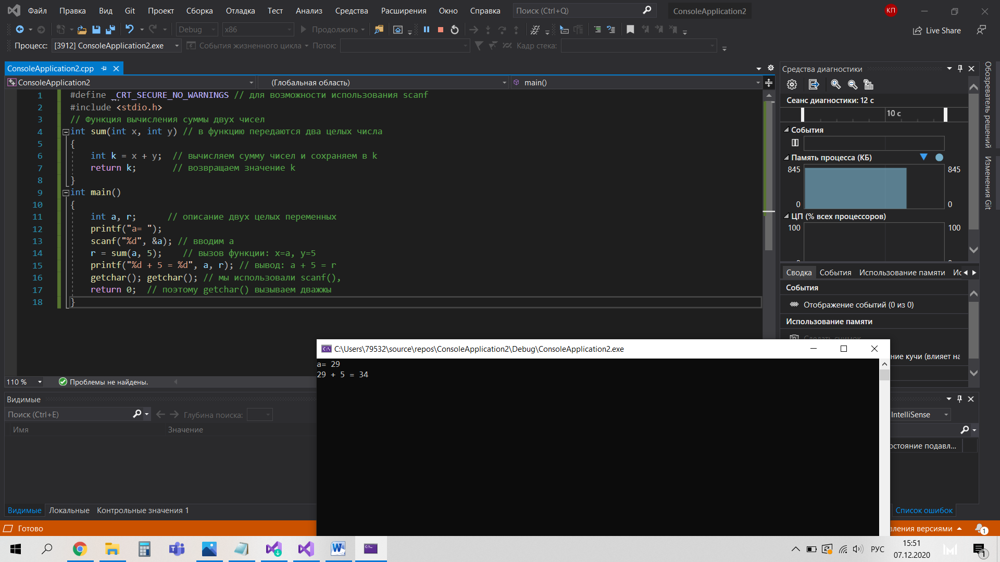 Файл Правка Вид Git Проект Сборка Отладка Тест Анализ Средства Расширения Окно Справка Поиск (Ctrl+Q) ConsoleApplication2 КП
Debug x86 Продолжить Live Share
Процесс: [3912] ConsoleApplication2.exe События жизненного цикла Поток: Кадр стека:
ConsoleApplication2.cpp
ConsoleApplication2 (Глобальная область) main()
1 #define _CRT_SECURE_NO_WARNINGS // для возможности использования scanf
2 #include <stdio.h>
3 // Функция вычисления суммы двух чисел
4 int sum(int x, int y) // в функцию передаются два целых числа
5 {
6 int k = x + y; // вычисляем сумму чисел и сохраняем в k
7 return k; // возвращаем значение k
8 }
9 int main()
10 {
11 int a, r; // описание двух целых переменных
12 printf("a= ");
13 scanf("%d", &a); // вводим a
14 r = sum(a, 5); // вызов функции: x=a, y=5
15 printf("%d + 5 = %d", a, r); // вывод: a + 5 = r
16 getchar(); getchar(); // мы использовали scanf(),
17 return 0; // поэтому getchar() вызываем дважжы
18 }
110 % Проблемы не найдены.
Средства диагностики
Сеанс диагностики: 12 с
10 с
События
Память процесса (КБ)
845 845
0 0
ЦП (% всех процессоров)
100 100
Сводка События Использование памяти Ис
События
Отображение событий (0 из 0)
Использование памяти
Сделать снимок
ние кучи (влияет на
Обозреватель решений
Изменения Git
C:\Users\79532\source\repos\ConsoleApplication2\Debug\ConsoleApplication2.exe
a= 29
29 + 5 = 34
Видимые
Поиск (Ctrl+E) Глубина поиска:
Имя Значение
Видимые Локальные Контрольные значения 1
IntelliSense
остояние подавл...
Список ошибок
Готово
вления версиями 1
РУС 15:51
07.12.2020 1